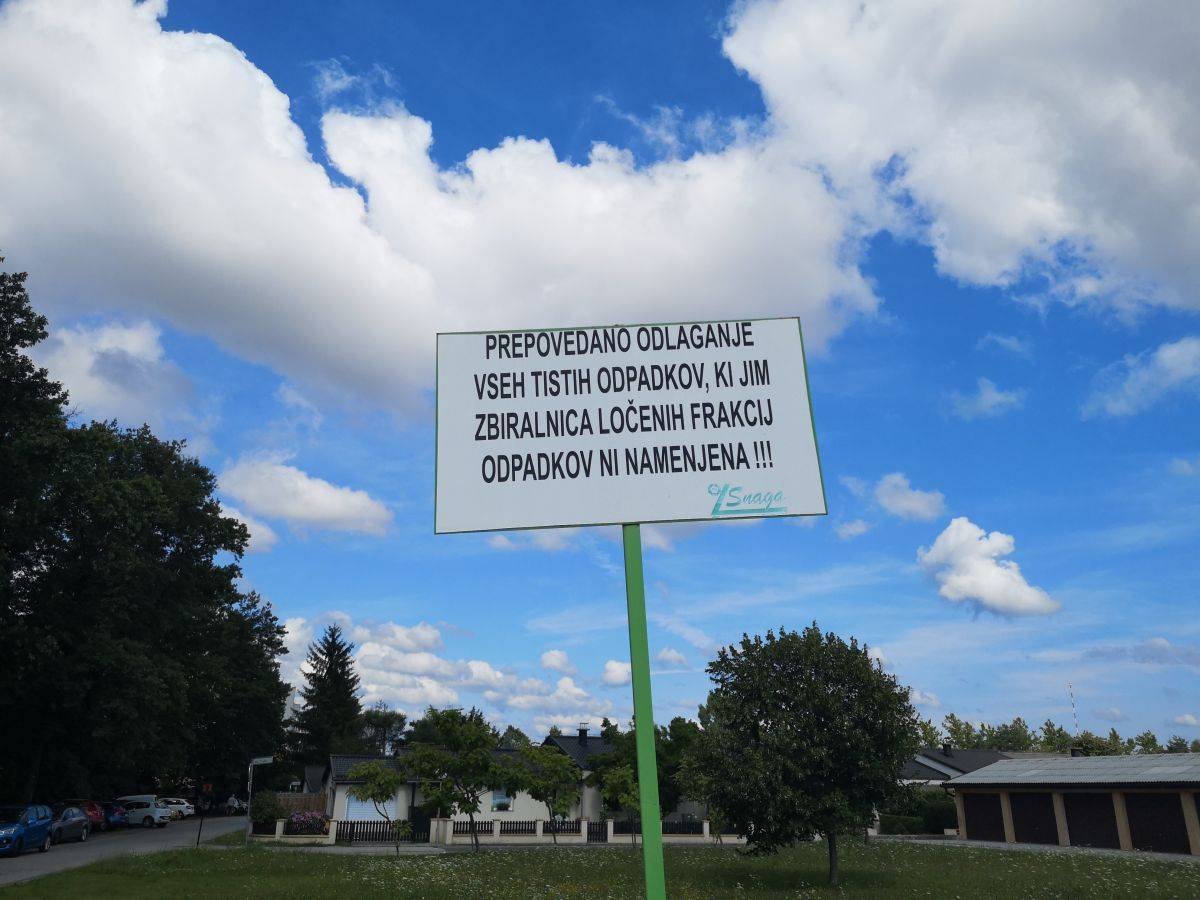 PREPOVEDANO ODLAGANJE
VSEH TISTIH ODPADKOV, KI JIM
ZBIRALNICA LOČENIH FRAKCIJ
ODPADKOV NI NAMENJENA !!!
Snaga